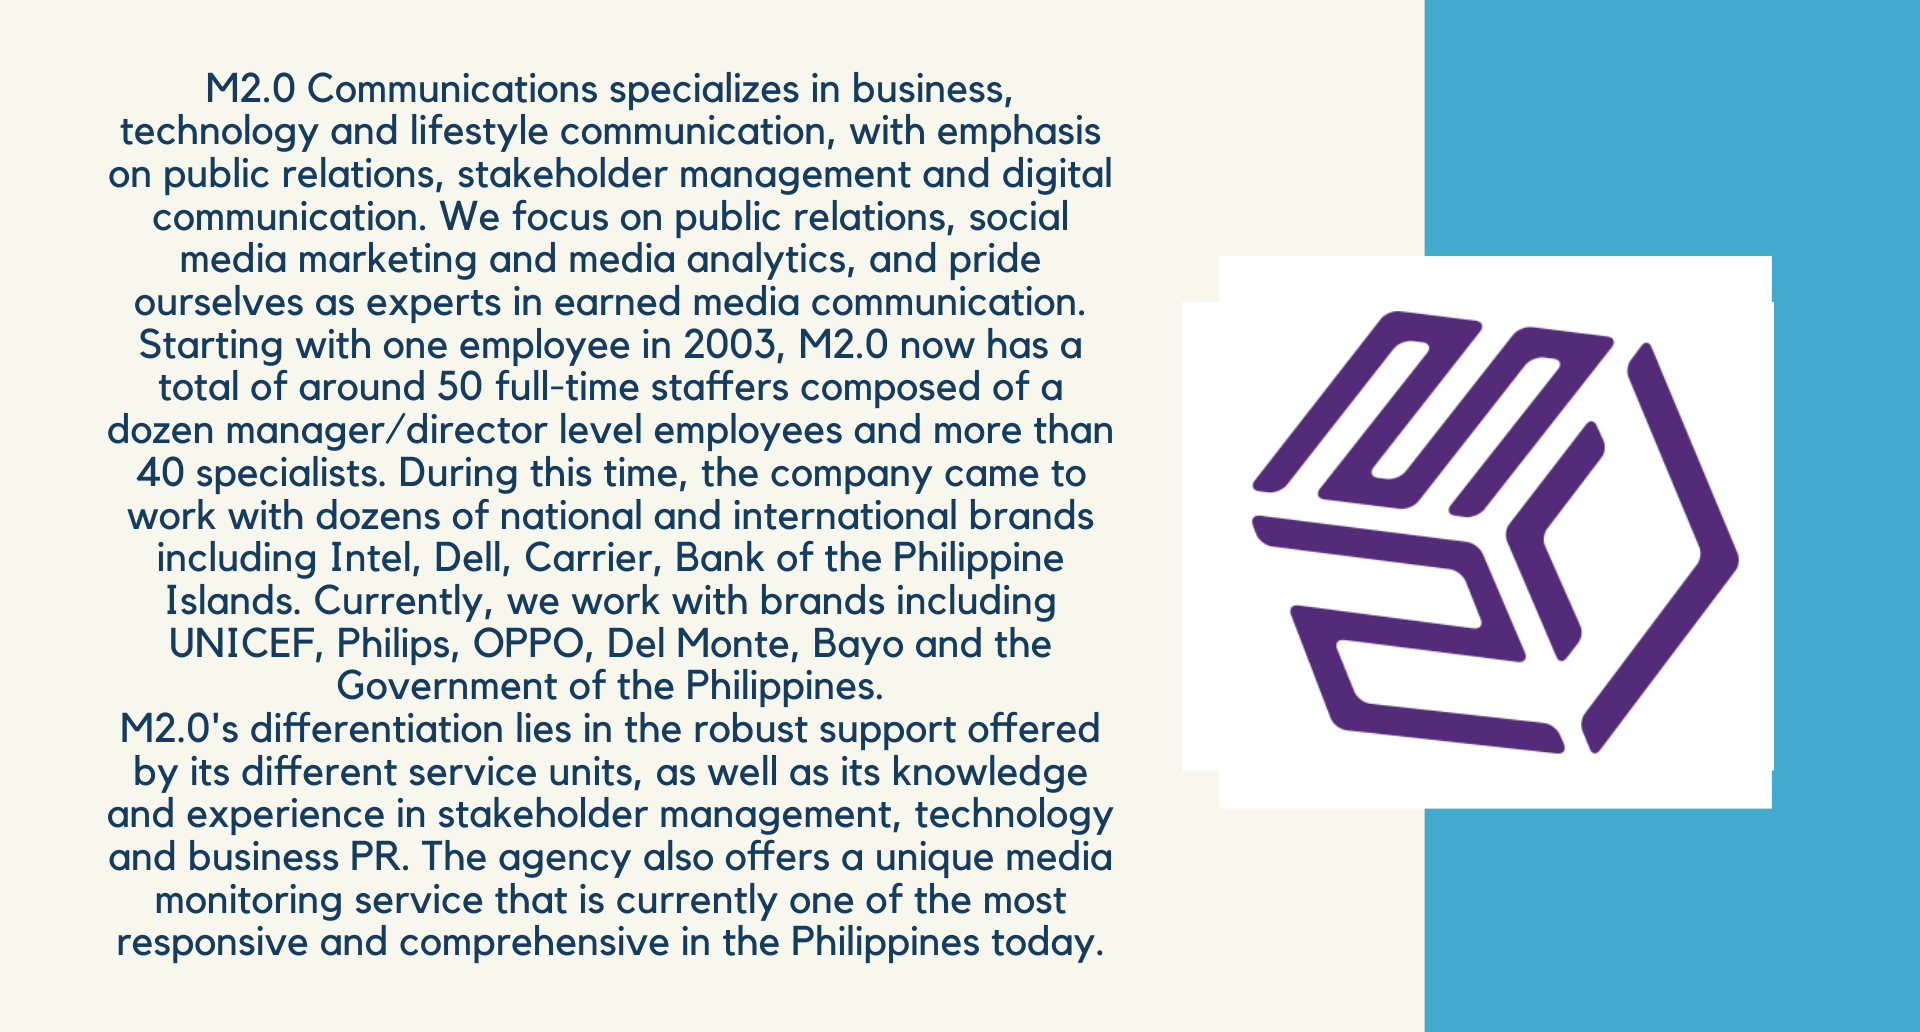 M2.0 Communications specializes in business,
technology and lifestyle communication, with emphasis
on public relations, stakeholder management and digital
communication. We focus on public relations, social
media marketing and media analytics, and pride
ourselves as experts in earned media communication.
Starting with one employee in 2003, M2.0 now has a
total of around 50 full-time staffers composed of a
dozen manager/director level employees and more than
40 specialists. During this time, the company came to
work with dozens of national and international brands
including Intel, Dell, Carrier, Bank of the Philippine
Islands. Currently, we work with brands including
UNICEF, Philips, OPPO, Del Monte, Bayo and the
Government of the Philippines.
M2.0's differentiation lies in the robust support offered
by its different service units, as well as its knowledge
and experience in stakeholder management, technology
and business PR. The agency also offers a unique media
monitoring service that is currently one of the most
responsive and comprehensive in the Philippines today.